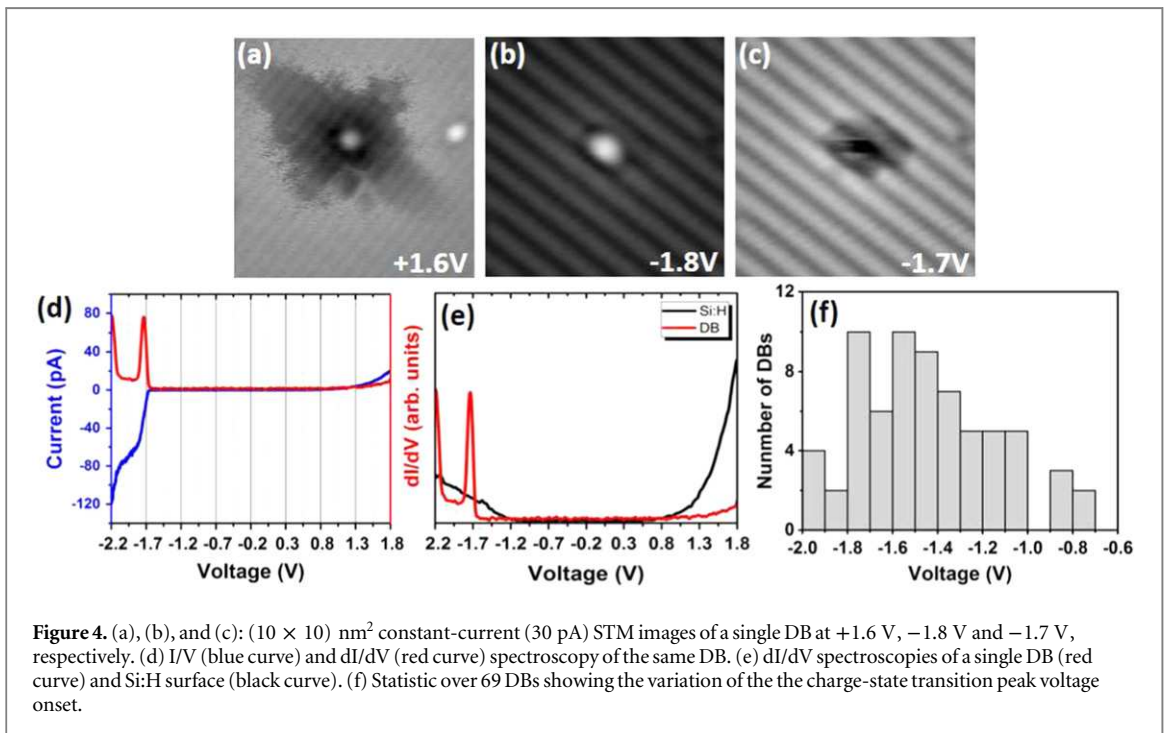 (a) (b) (c)
+1.6V -1.8V -1.7V
(d)
Current (pA)
80
40
0
-40
-80
-120
-2.2 -1.7 -1.2 -0.7 -0.2 0.3 0.8 1.3 1.8
Voltage (V)
(e)
dI/dV (arb. units)
Si:H
DB
2.2 -1.7 -1.2 -0.7 -0.2 0.3 0.8 1.3 1.8
Voltage (V)
(f)
Nunmber of DBs
12
8
4
0
-2.0 -1.8 -1.6 -1.4 -1.2 -1.0 -0.8 -0.6
Voltage (V)
Figure 4. (a), (b), and (c): (10 × 10) nm² constant-current (30 pA) STM images of a single DB at +1.6 V, −1.8 V and −1.7 V,
respectively. (d) I/V (blue curve) and dI/dV (red curve) spectroscopy of the same DB. (e) dI/dV spectroscopies of a single DB (red
curve) and Si:H surface (black curve). (f) Statistic over 69 DBs showing the variation of the the charge-state transition peak voltage
onset.